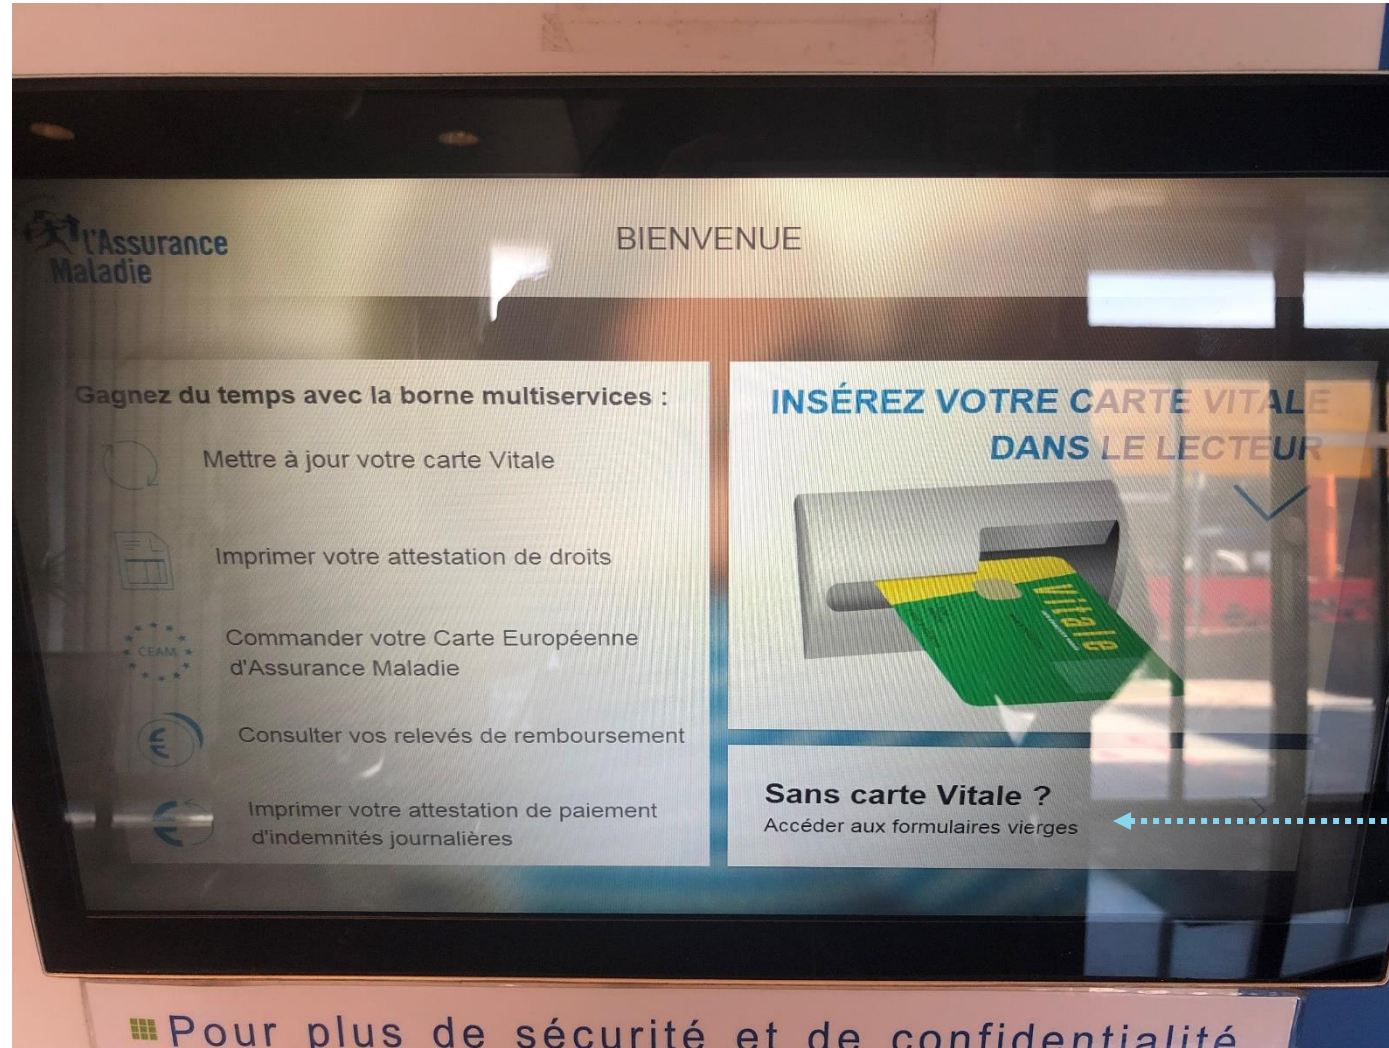 l'Assurance
Maladie
BIENVENUE
Gagnez du temps avec la borne multiservices :
Mettre à jour votre carte Vitale
Imprimer votre attestation de droits
CEAM
Commander votre Carte Européenne
d'Assurance Maladie
Consulter vos relevés de remboursement
Imprimer votre attestation de paiement
d'indemnités journalières
INSÉREZ VOTRE CARTE VITALE
DANS LE LECTEUR
Vitale
Sans carte Vitale ?
Accéder aux formulaires vierges
Pour plus de sécurité et de confidentialité